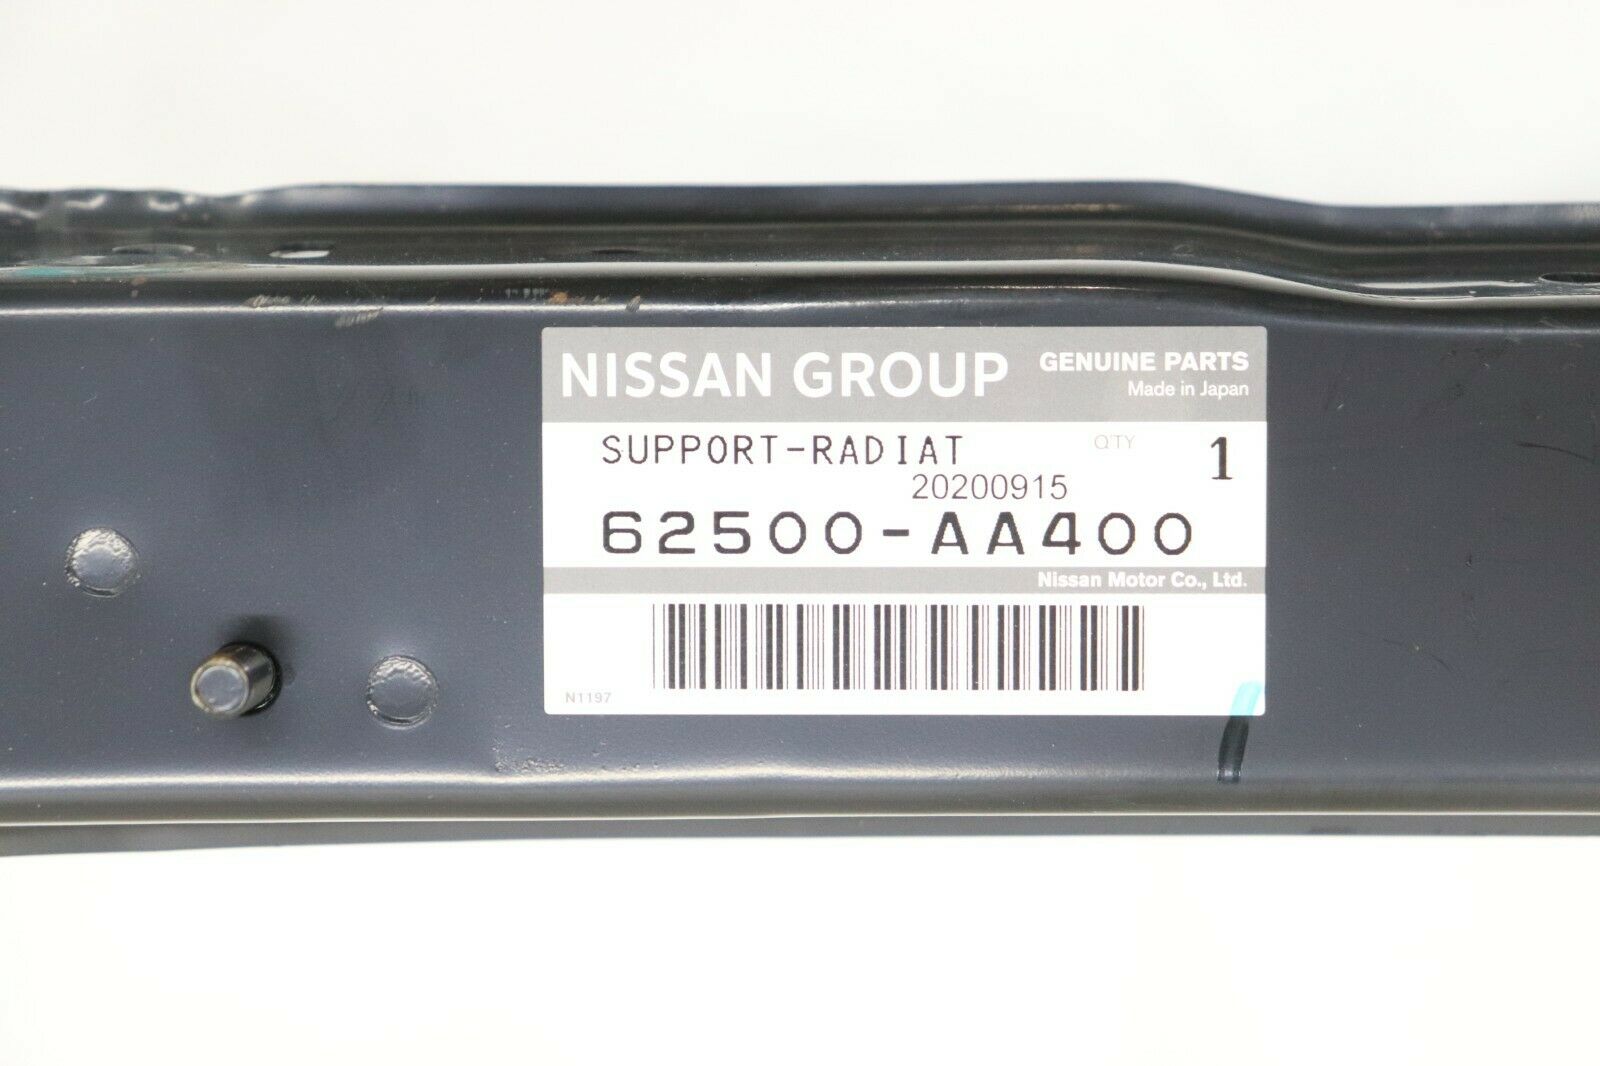 NISSAN GROUP GENUINE PARTS
Made in Japan
SUPPORT-RADIAT QTY 1
20200915
62500-AA400
Nissan Motor Co., Ltd.
N1197